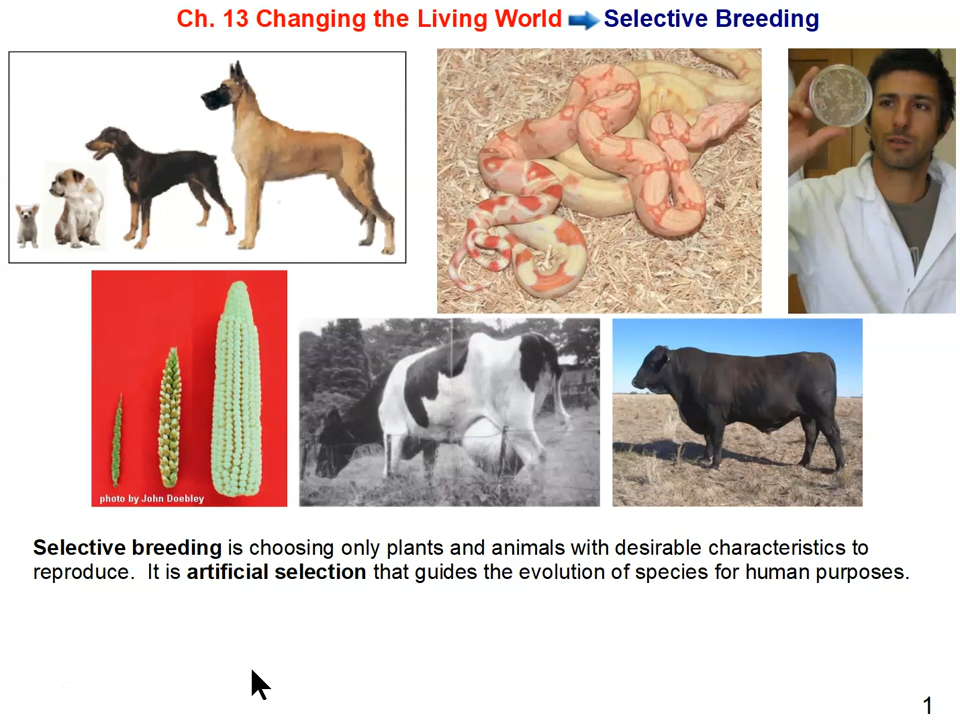 Ch. 13 Changing the Living World Selective Breeding
photo by John Doebley
Selective breeding is choosing only plants and animals with desirable characteristics to
reproduce. It is artificial selection that guides the evolution of species for human purposes.
1